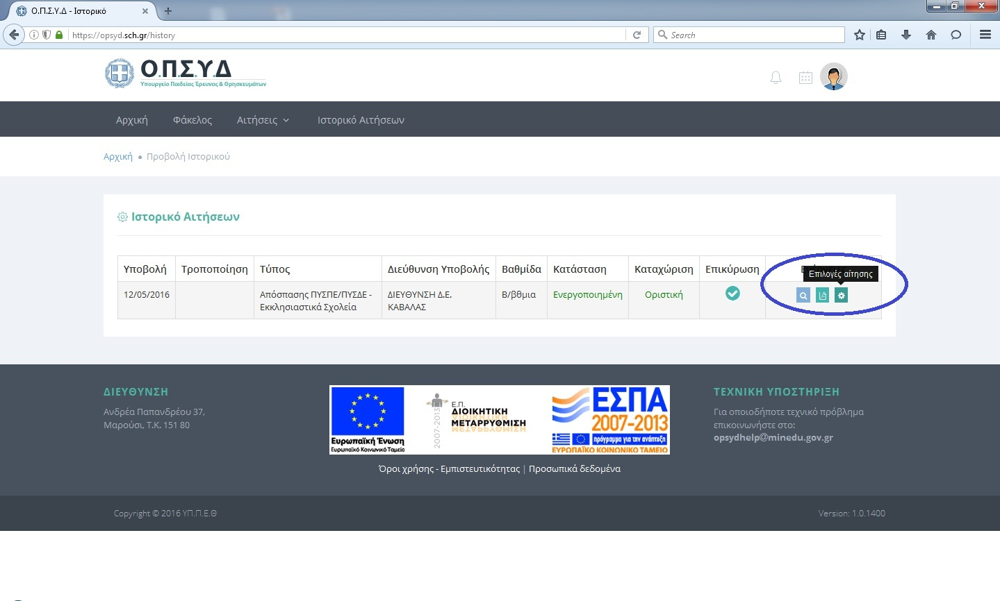 Ο.Π.Σ.Υ.Δ - Ιστορικό
https://opsyd.sch.gr/history
Search
Ο.Π.Σ.Υ.Δ
Υπουργείο Παιδείας Έρευνας & Θρησκευμάτων
Αρχική Φάκελος Αιτήσεις Ιστορικό Αιτήσεων
Αρχική Προβολή Ιστορικού
Ιστορικό Αιτήσεων
Υποβολή Τροποποίηση Τύπος Διεύθυνση Υποβολής Βαθμίδα Κατάσταση Καταχώριση Επικύρωση
Επιλογές αίτησης
12/05/2016 Απόσπασης ΠΥΣΠΕ/ΠΥΣΔΕ - ΔΙΕΥΘΥΝΣΗ Δ.Ε. Β/βθμια Ενεργοποιημένη Οριστική
Εκκλησιαστικά Σχολεία ΚΑΒΑΛΑΣ
ΔΙΕΥΘΥΝΣΗ
Ανδρέα Παπανδρέου 37,
Μαρούσι, Τ.Κ. 151 80
Ευρωπαϊκή Ένωση
Ευρωπαϊκό Κοινωνικό Ταμείο
2007-2013
Ε.Π.
ΔΙΟΙΚΗΤΙΚΗ
ΜΕΤΑΡΡΥΘΜΙΣΗ
ΕΣΠΑ
2007-2013
πρόγραμμα για την ανάπτυξη
ΕΥΡΩΠΑΪΚΟ ΚΟΙΝΩΝΙΚΟ ΤΑΜΕΙΟ
Όροι χρήσης - Εμπιστευτικότητας | Προσωπικά δεδομένα
ΤΕΧΝΙΚΗ ΥΠΟΣΤΗΡΙΞΗ
Για οποιοδήποτε τεχνικό πρόβλημα
επικοινωνήστε στο:
opsydhelp@minedu.gov.gr
Copyright © 2016 ΥΠ.Π.Ε.Θ
Version: 1.0.1400